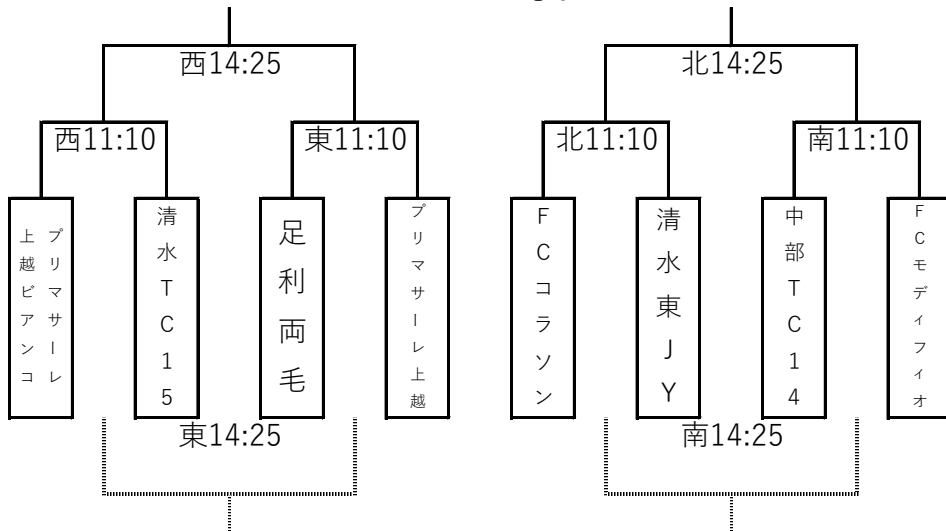 西14:25
北14:25
西11:10
東11:10
北11:10
南11:10
プリマサーレ
上越ビアンコ
清水TC15
足利両毛
プリマサーレ上越
FCコラソン
清水東JY
中部TC14
FCモディフィオ
東14:25
南14:25